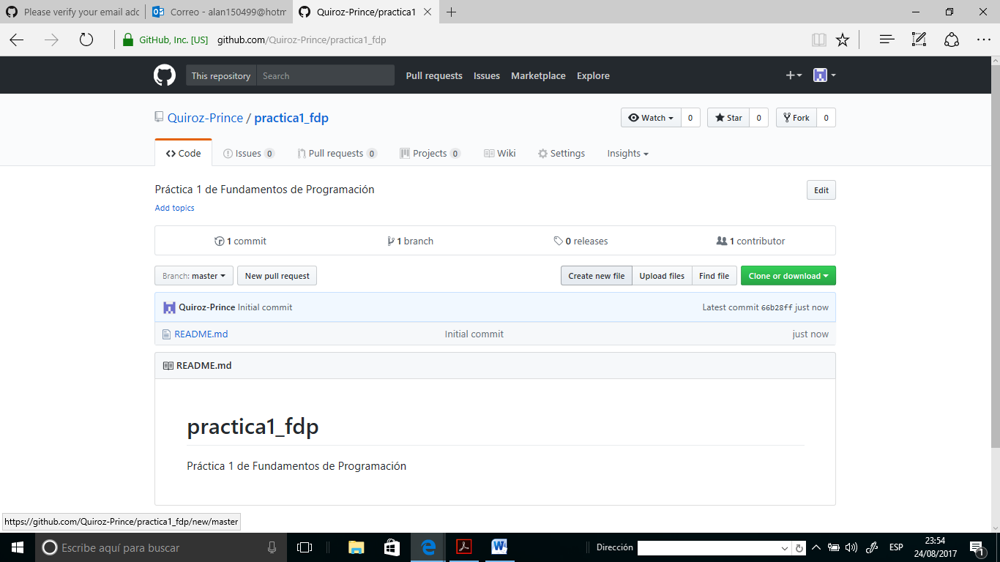 Please verify your email adc
Correo - alan150499@hotm
Quiroz-Prince/practica1
GitHub, Inc. [US] github.com/Quiroz-Prince/practica1_fdp
This repository Search Pull requests Issues Marketplace Explore
Quiroz-Prince / practica1_fdp
Watch 0 Star 0 Fork 0
Code Issues 0 Pull requests 0 Projects 0 Wiki Settings Insights
Práctica 1 de Fundamentos de Programación Edit
Add topics
1 commit 1 branch 0 releases 1 contributor
Branch: master New pull request Create new file Upload files Find file Clone or download
Quiroz-Prince Initial commit Latest commit 66b28ff just now
README.md Initial commit just now
README.md
practica1_fdp
Práctica 1 de Fundamentos de Programación
https://github.com/Quiroz-Prince/practica1_fdp/new/master
Escribe aquí para buscar Dirección ESP 23:54
24/08/2017 1